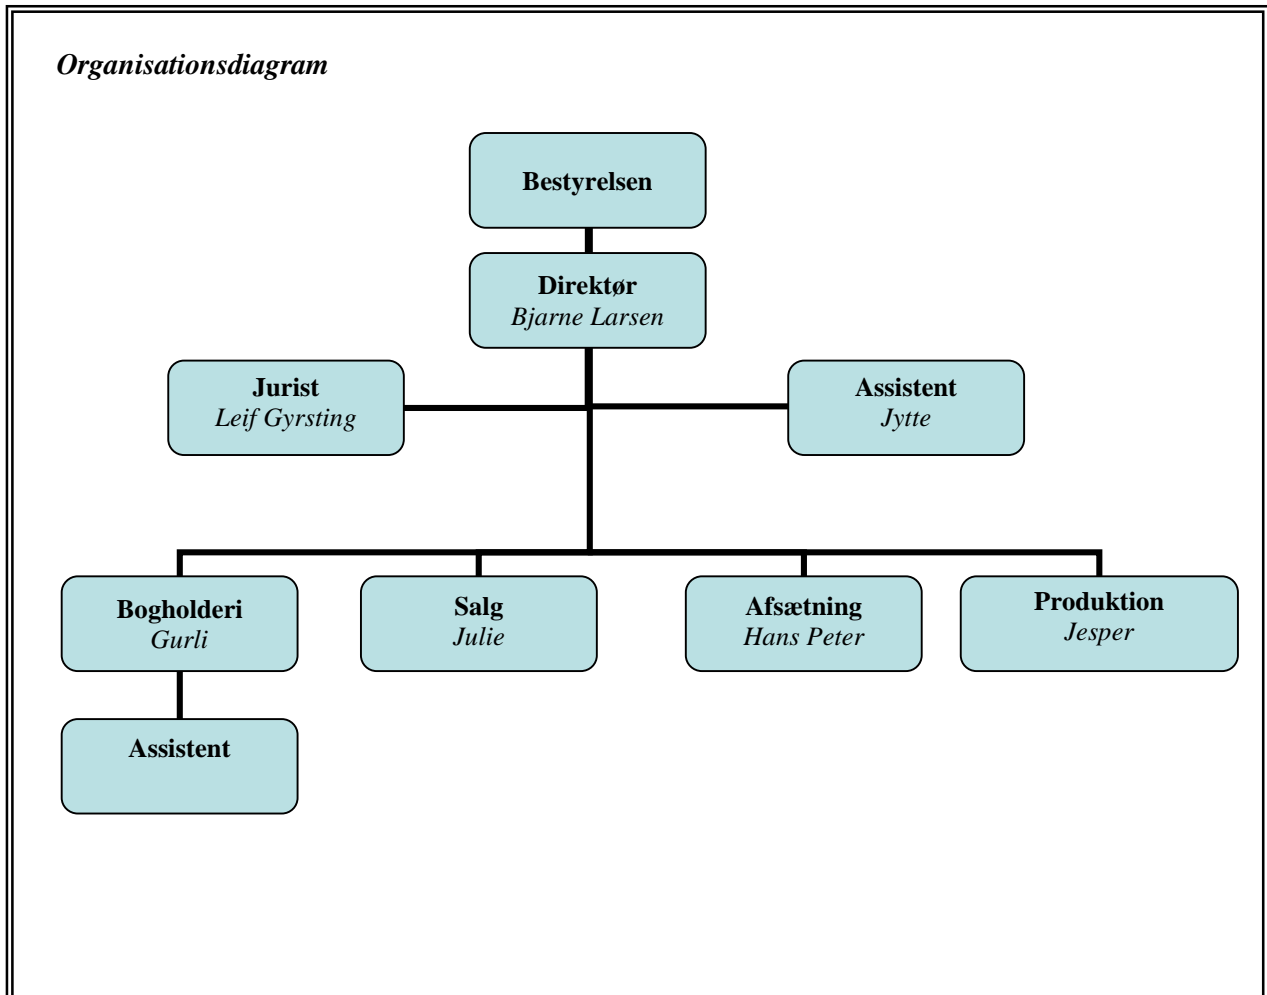 Organisationsdiagram
Bestyrelsen
Direktør
Bjarne Larsen
Jurist
Leif Gyrsting
Assistent
Jytte
Bogholderi
Gurli
Salg
Julie
Afsætning
Hans Peter
Produktion
Jesper
Assistent